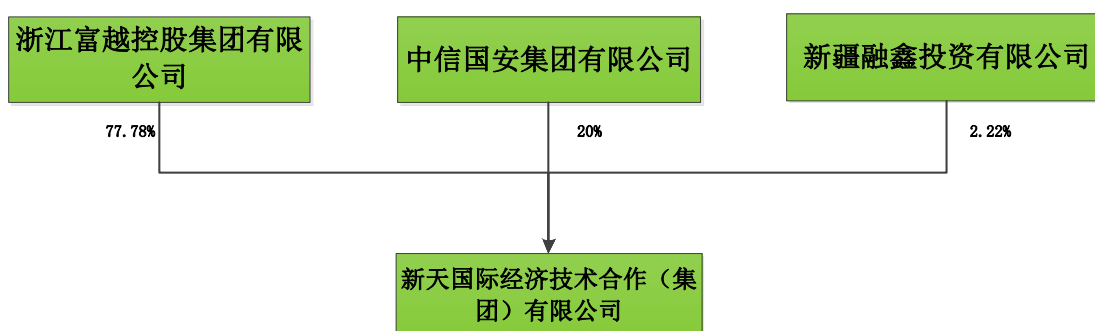 浙江富越控股集团有限
公司
中信国安集团有限公司
新疆融鑫投资有限公司
77.78%
20%
2.22%
新天国际经济技术合作（集
团）有限公司